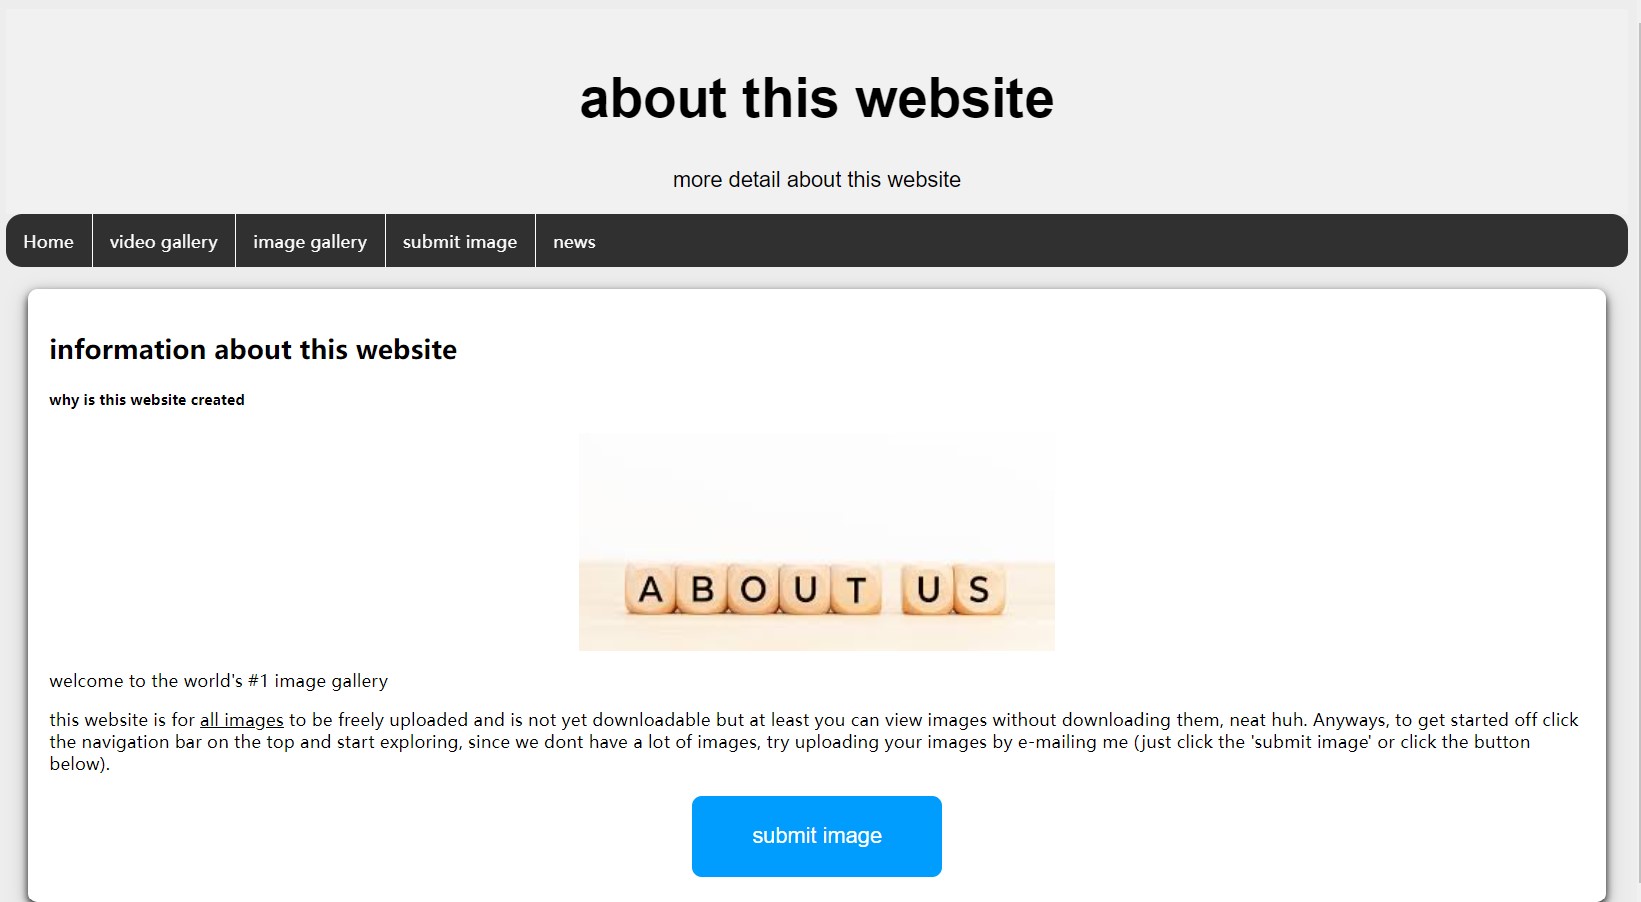 about this website
more detail about this website
Home video gallery image gallery submit image news
information about this website
why is this website created
ABOUT US
welcome to the world's #1 image gallery
this website is for all images to be freely uploaded and is not yet downloadable but at least you can view images without downloading them, neat huh. Anyways, to get started off click
the navigation bar on the top and start exploring, since we dont have a lot of images, try uploading your images by e-mailing me (just click the 'submit image' or click the button
below).
submit image